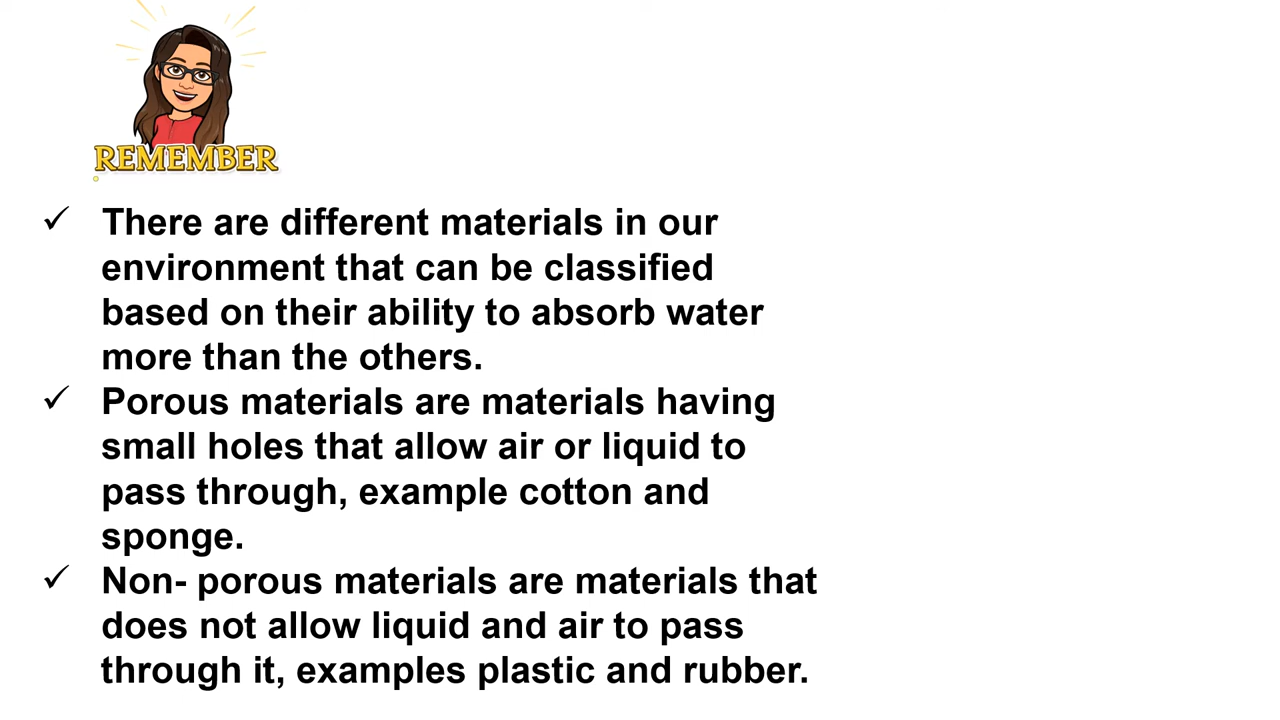 REMEMBER
✓ There are different materials in our
environment that can be classified
based on their ability to absorb water
more than the others.
✓ Porous materials are materials having
small holes that allow air or liquid to
pass through, example cotton and
sponge.
✓ Non- porous materials are materials that
does not allow liquid and air to pass
through it, examples plastic and rubber.